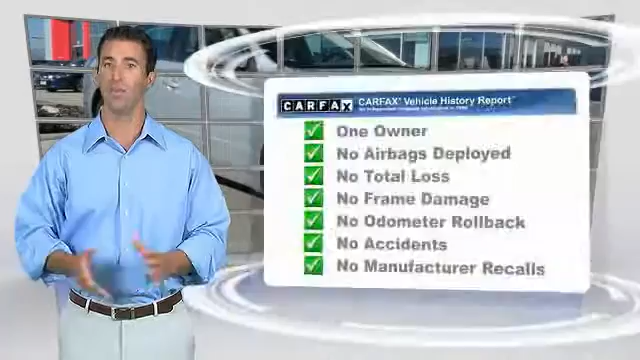 CARFAX CARFAX® Vehicle History Report™
One Owner
No Airbags Deployed
No Total Loss
No Frame Damage
No Odometer Rollback
No Accidents
No Manufacturer Recalls